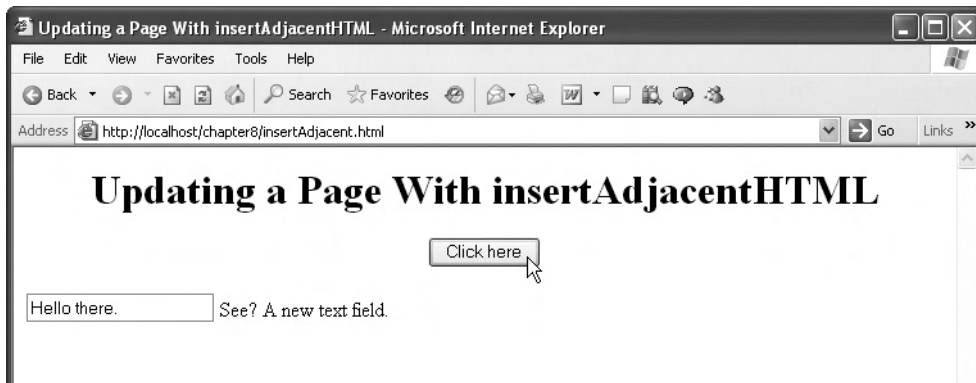 Updating a Page With insertAdjacentHTML - Microsoft Internet Explorer
File Edit View Favorites Tools Help
Back Search Favorites
Address http://localhost/chapter8/insertAdjacent.html Go Links »
Updating a Page With insertAdjacentHTML
Click here
Hello there. See? A new text field.